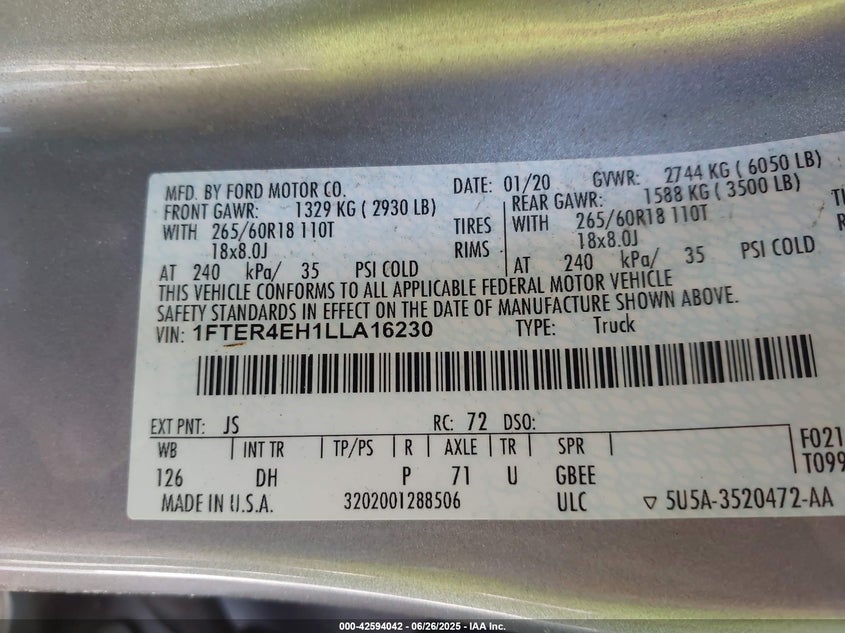 MFD. BY FORD MOTOR CO. DATE: 01/20 GVWR: 2744 KG ( 6050 LB)
FRONT GAWR: 1329 KG ( 2930 LB) REAR GAWR: 1588 KG ( 3500 LB)
WITH 265/60R18 110T TIRES WITH 265/60R18 110T
18x8.0J RIMS 18x8.0J
AT 240 kPa/ 35 PSI COLD AT 240 kPa/ 35 PSI COLD
THIS VEHICLE CONFORMS TO ALL APPLICABLE FEDERAL MOTOR VEHICLE
SAFETY STANDARDS IN EFFECT ON THE DATE OF MANUFACTURE SHOWN ABOVE.
VIN: 1FTER4EH1LLA16230 TYPE: Truck
EXT PNT: JS RC: 72 DSO:
WB INT TR TP/PS R AXLE TR SPR
126 DH P 71 U GBEE
F021
T099
MADE IN U.S.A. 3202001288506 ULC ▽ 5U5A-3520472-AA
000-42594042 - 06/26/2025 - IAA Inc.